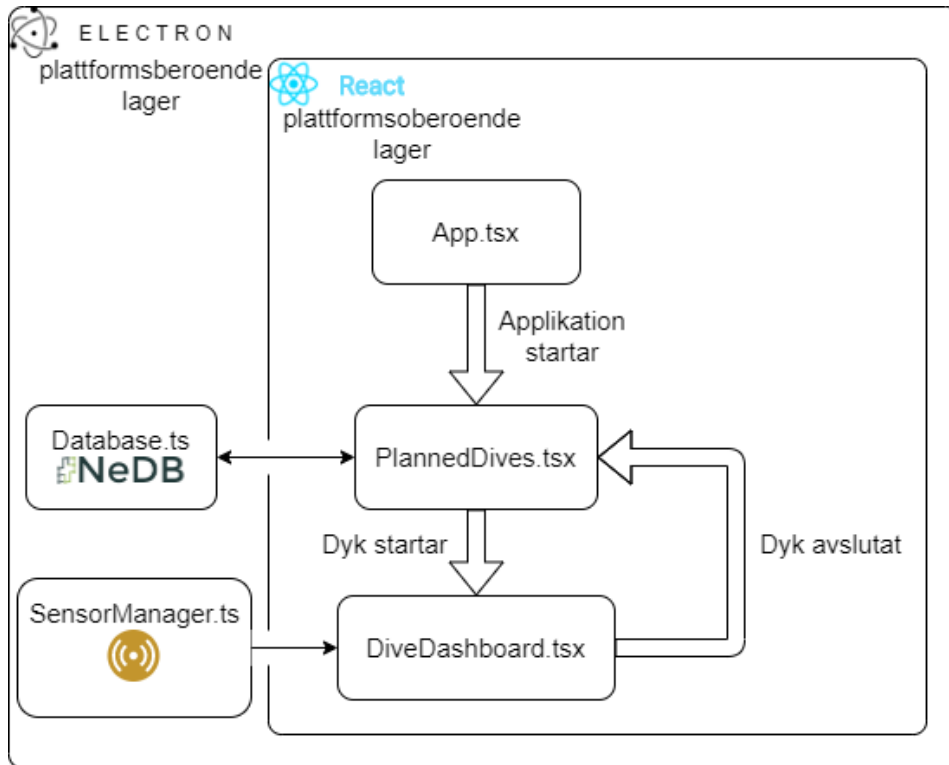 ELECTRON
plattformsberoende
lager
React
plattformsoberoende
lager
App.tsx
Applikation
startar
Database.ts
NeDB
PlannedDives.tsx
Dyk startar
Dyk avslutat
SensorManager.ts
DiveDashboard.tsx